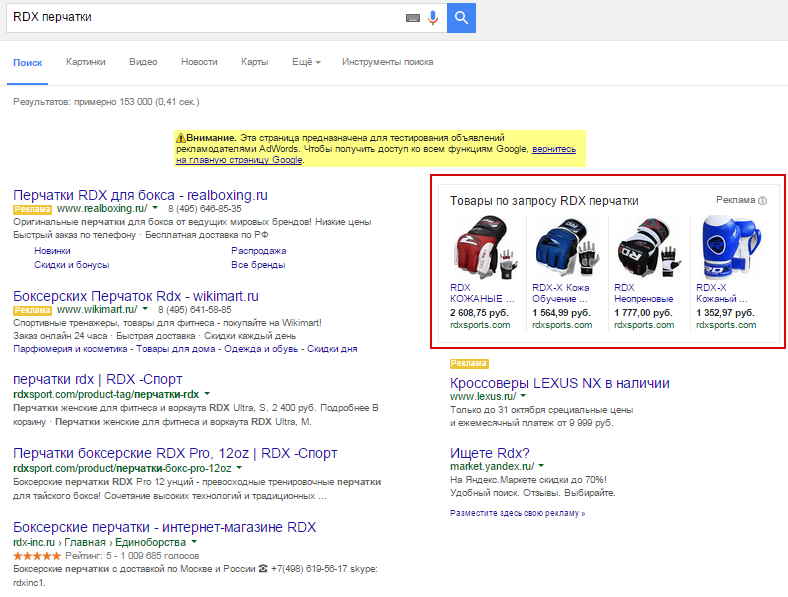 RDX перчатки
Поиск
Картинки
Видео
Новости
Карты
Ещё
Инструменты поиска
Результатов: примерно 153 000 (0,41 сек.)
Внимание. Эта страница предназначена для тестирования объявлений
рекламодателями AdWords. Чтобы получить доступ ко всем функциям Google, вернитесь
на главную страницу Google.
Перчатки RDX для бокса - realboxing.ru
Реклама www.realboxing.ru/ 8 (495) 646-85-35
Оригинальные перчатки для бокса от ведущих мировых брендов! Низкие цены
Быстрый заказ по телефону · Бесплатная доставка по РФ
Новинки Распродажа
Скидки и бонусы Все бренды
Боксерских Перчаток Rdx - wikimart.ru
Реклама www.wikimart.ru/ 8 (495) 641-58-85
Спортивные тренажеры, товары для фитнеса - покупайте на Wikimart!
Заказ онлайн 24 часа · Быстрая доставка · Скидки каждый день
Парфюмерия и косметика - Товары для дома - Одежда и обувь - Скидки дня
перчатки rdx | RDX -Спорт
rdxsport.com/product-tag/перчатки-rdx
Перчатки женские для фитнеса и воркаута RDX Ultra, S. 2 400 руб. Подробнее В
корзину · Перчатки женские для фитнеса и воркаута RDX Ultra, M.
Перчатки боксерские RDX Pro, 12oz | RDX -Спорт
rdxsport.com/product/перчатки-бокс-pro-12oz
Боксерские перчатки RDX Pro 12 унций - превосходные тренировочные перчатки
для тайского бокса! Сочетание высоких технологий и традиционных ...
Боксерские перчатки - интернет-магазине RDX
rdx-inc.ru › Главная › Единоборства
Рейтинг: 5 - 1 009 685 голосов
Боксерские перчатки с доставкой по Москве и России ☎ +7(498) 619-56-17 skype:
rdxinc1.
Товары по запросу RDX перчатки
Реклама
RDX
КОЖАНЫЕ ...
2 608,75 руб.
rdxsports.com
RDX-X Кожа
Обучение ...
1 564,99 руб.
rdxsports.com
RDX
Неопреновые
1 777,00 руб.
rdxsports.com
RDX-X
Кожаный ...
1 352,97 руб.
rdxsports.com
Реклама
Кроссоверы LEXUS NX в наличии
www.lexus.ru/
Только до 31 октября специальные цены
и ежемесячный платеж от 9 999 руб.
Ищете Rdx?
market.yandex.ru/
На Яндекс.Маркете скидки до 70%!
Удобный поиск. Отзывы. Выбирайте.
Разместите здесь свою рекламу »